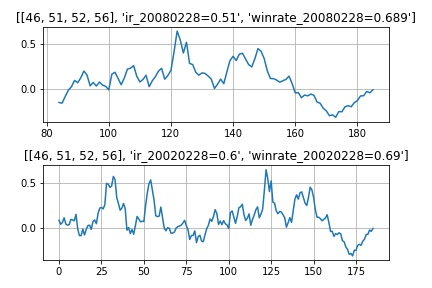 [[46, 51, 52, 56], 'ir_20080228=0.51', 'winrate_20080228=0.689']
0.5
0.0
80 100 120 140 160 180
[[46, 51, 52, 56], 'ir_20020228=0.6', 'winrate_20020228=0.69']
0.5
0.0
0 25 50 75 100 125 150 175